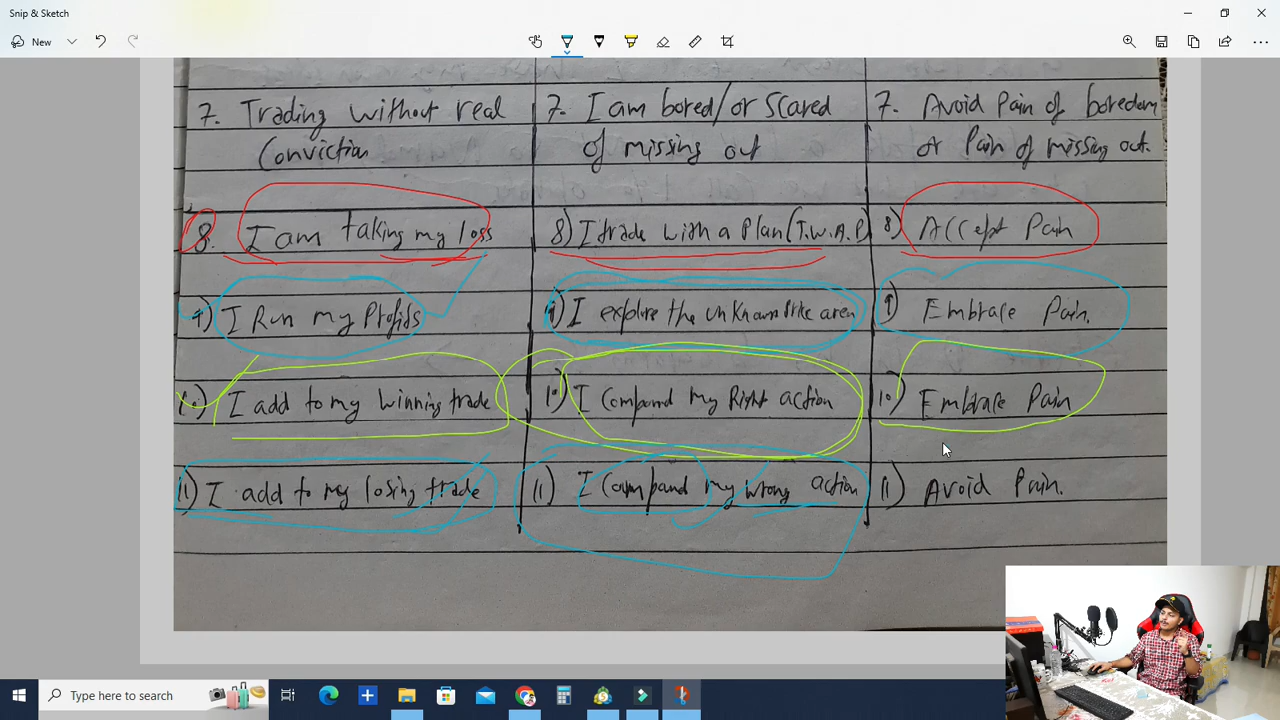 Snip & Sketch
New
7. Trading without real
Conviction
7. I am bored/or Scared
of missing out
7. Avoid Pain of boredom
or Pain of missing out.
8. I am taking my loss
8) I trade with a Plan (T.W.A.P)
8) Accept Pain
9) I Run my Profits
9) I explore the unknown area
9) Embrace Pain.
10) I add to my winning trade
10) I Compound my Right action
10) Embrace Pain
11) I add to my losing trade
11) I Compound my wrong action
11) Avoid Pain.
Type here to search